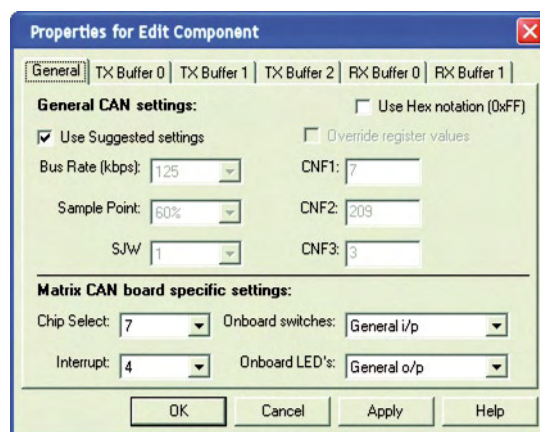 Properties for Edit Component
General TX Buffer 0 TX Buffer 1 TX Buffer 2 RX Buffer 0 RX Buffer 1
General CAN settings: Use Hex notation (0xFF)
Use Suggested settings Override register values
Bus Rate (kbps): 125 CNF1: 7
Sample Point: 60% CNF2: 209
SJW 1 CNF3: 3
Matrix CAN board specific settings:
Chip Select: 7 Onboard switches: General i/p
Interrupt: 4 Onboard LED's: General o/p
OK Cancel Apply Help